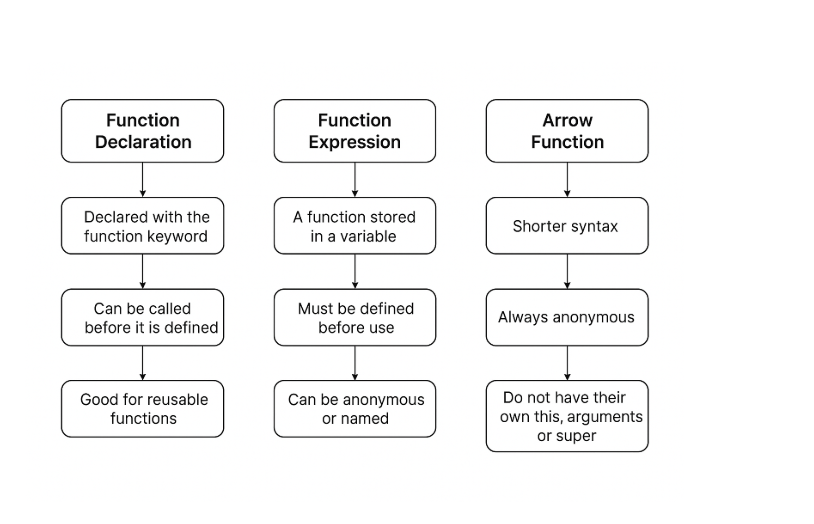 Function
Declaration
Declared with the
function keyword
Can be called
before it is defined
Good for reusable
functions
Function
Expression
A function stored
in a variable
Must be defined
before use
Can be anonymous
or named
Arrow
Function
Shorter syntax
Always anonymous
Do not have their
own this, arguments
or super